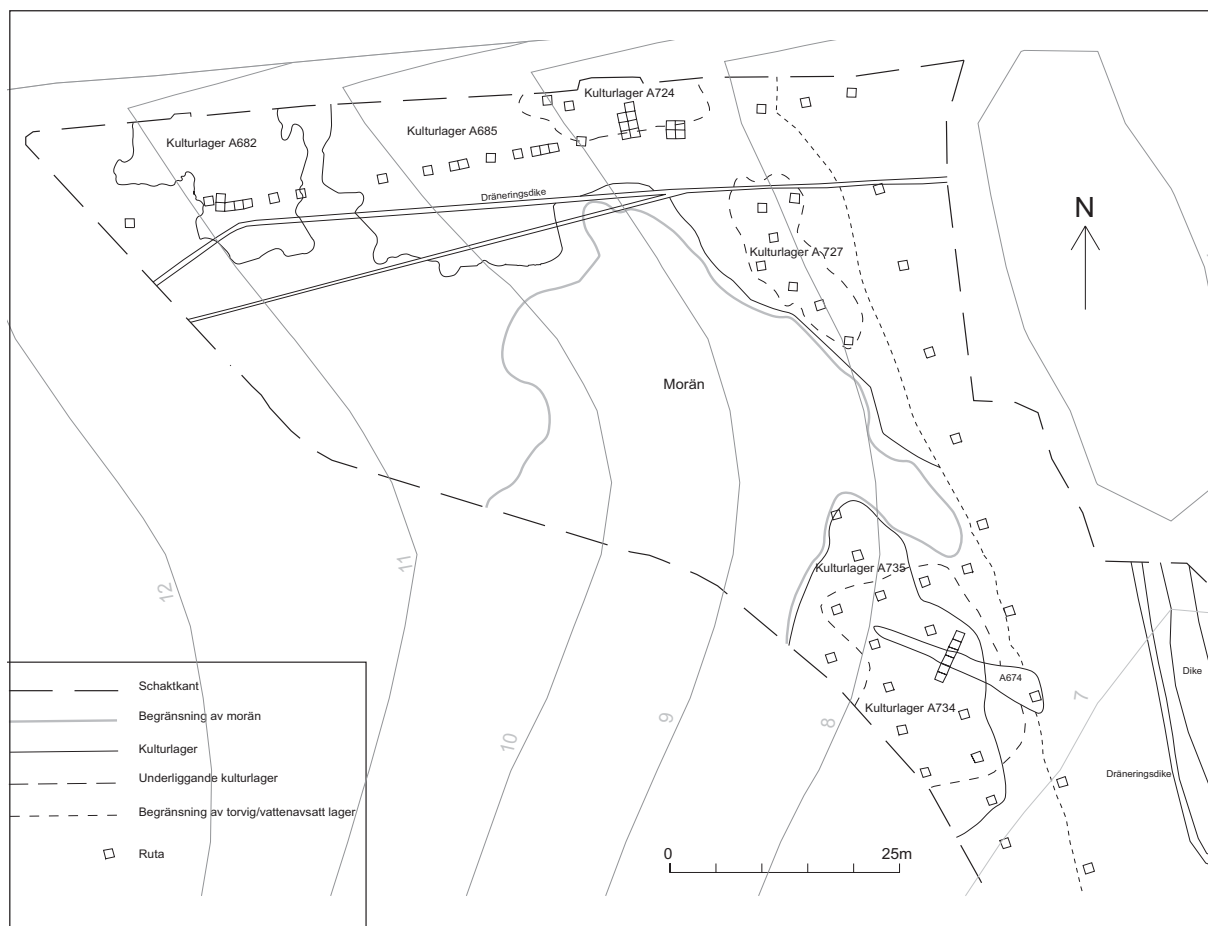 Kulturlager A724
Kulturlager A682
Kulturlager A685
Dräneringsdike
N
Kulturlager A 727
Morän
Kulturlager A735
12
11
10
9
8
7
A674
Kulturlager A734
Dike
Dräneringsdike
Schaktkant
Begränsning av morän
Kulturlager
Underliggande kulturlager
Begränsning av torvig/vattenavsatt lager
Ruta
0 25m